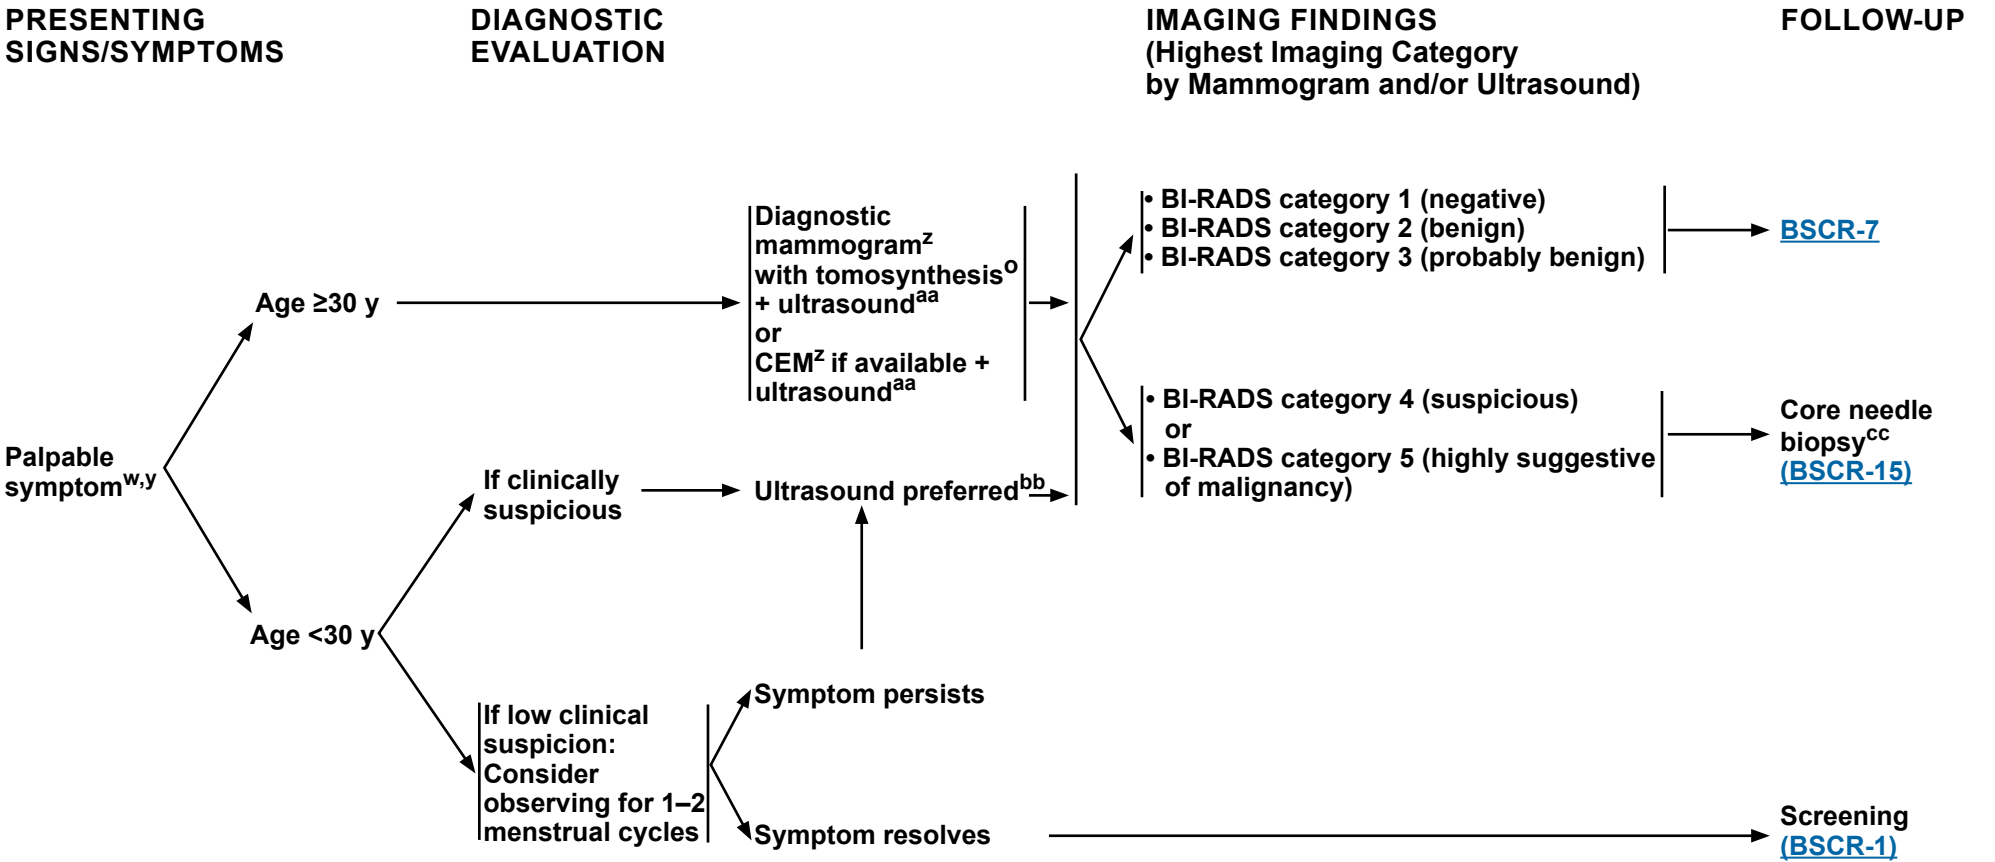 PRESENTING
SIGNS/SYMPTOMS
DIAGNOSTIC
EVALUATION
IMAGING FINDINGS
(Highest Imaging Category
by Mammogram and/or Ultrasound)
FOLLOW-UP
Palpable
symptomw,y
Age ≥30 y
Diagnostic
mammogramz
with tomosynthesiso
+ ultrasoundaa
or
CEMz if available +
ultrasoundaa
• BI-RADS category 1 (negative)
• BI-RADS category 2 (benign)
• BI-RADS category 3 (probably benign)
BSCR-7
• BI-RADS category 4 (suspicious)
or
• BI-RADS category 5 (highly suggestive
of malignancy)
Core needle
biopsycc
(BSCR-15)
Age <30 y
If clinically
suspicious
Ultrasound preferredbb
If low clinical
suspicion:
Consider
observing for 1–2
menstrual cycles
Symptom persists
Symptom resolves
Screening
(BSCR-1)